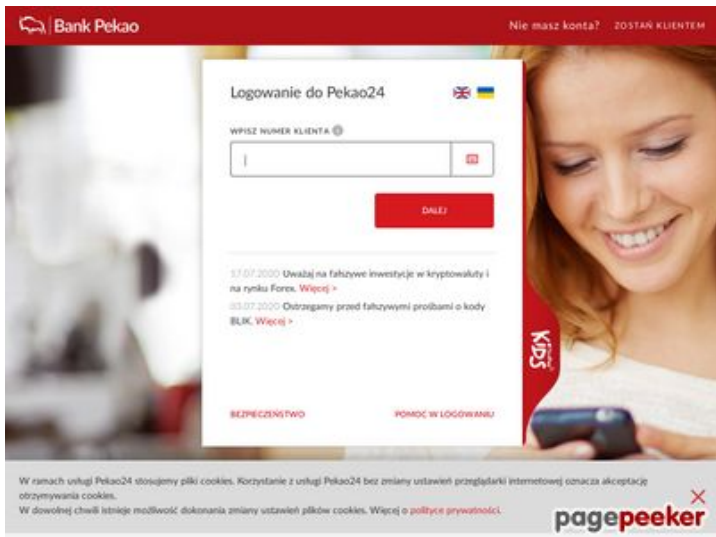 Bank Pekao
Nie masz konta? ZOSTAŃ KLIENTEM
Logowanie do Pekao24
WPISZ NUMER KLIENTA
DALEJ
17.07.2020 Uważaj na fałszywe inwestycje w kryptowaluty i
na rynku Forex. Więcej >
03.07.2020 Ostrzegamy przed fałszywymi prośbami o kody
BLIK. Więcej >
KiDS
BEZPIECZEŃSTWO
POMOC W LOGOWANIU
W ramach usługi Pekao24 stosujemy pliki cookies. Korzystanie z usługi Pekao24 bez zmiany ustawień przeglądarki internetowej oznacza akceptację
otrzymywania cookies.
W dowolnej chwili istnieje możliwość dokonania zmiany ustawień plików cookies. Więcej o polityce prywatności.
pagepeeker